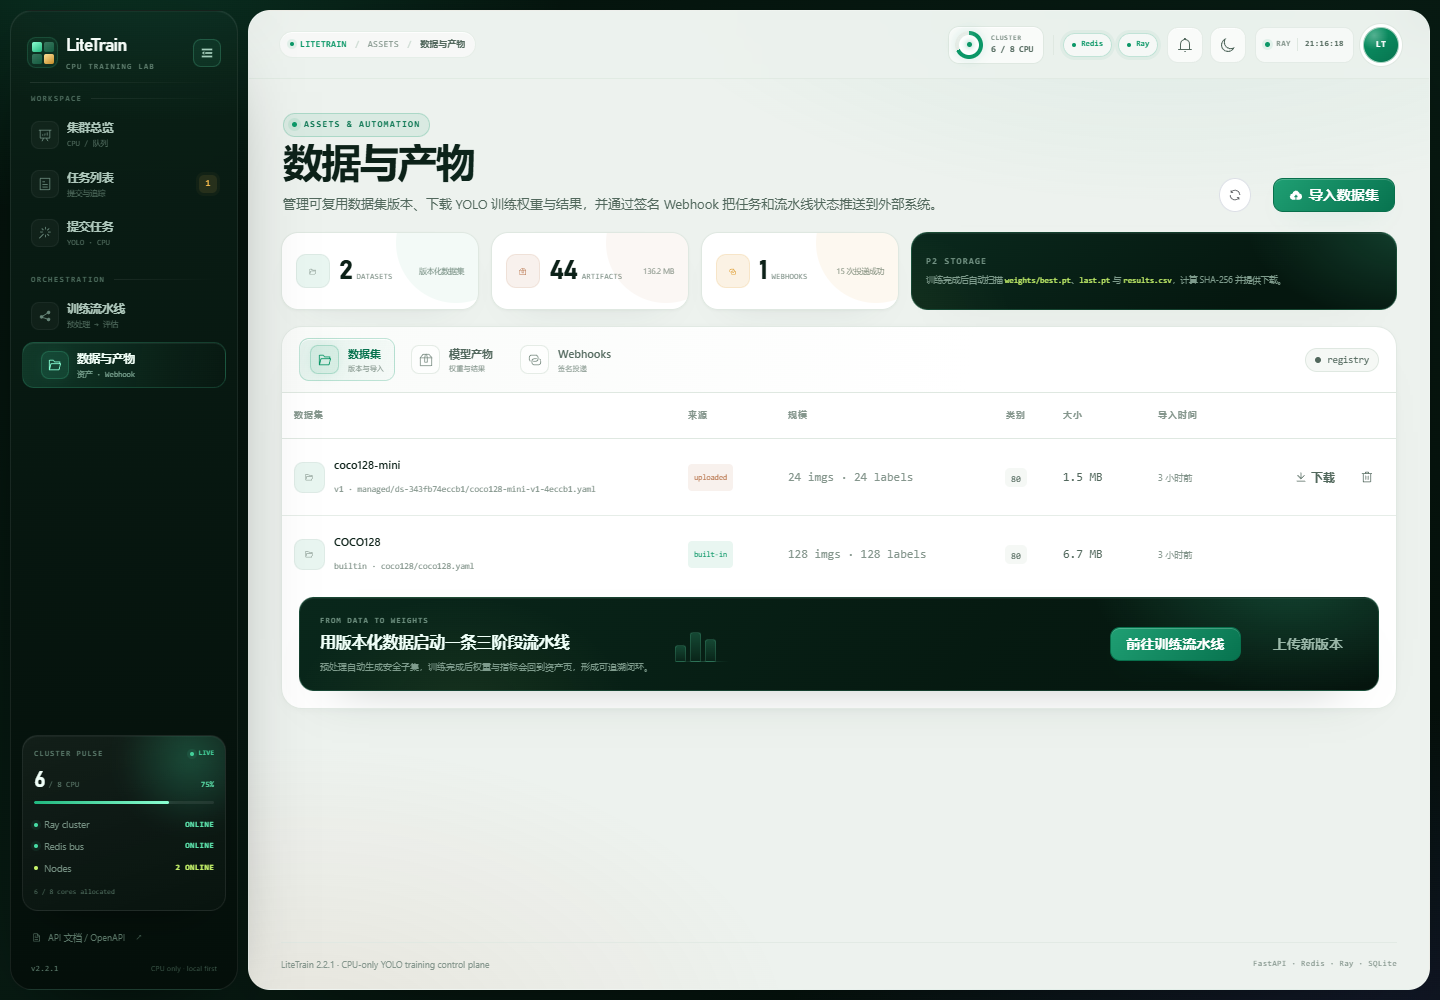 LiteTrain
CPU TRAINING LAB
WORKSPACE
集群总览
CPU / 队列
任务列表
提交与追踪
1
提交任务
YOLO · CPU
ORCHESTRATION
训练流水线
预处理 → 评估
数据与产物
资产 · Webhook
CLUSTER PULSE
LIVE
6 / 8 CPU
75%
Ray cluster
ONLINE
Redis bus
ONLINE
Nodes
2 ONLINE
6 / 8 cores allocated
API 文档 / OpenAPI ↗
v2.2.1
CPU only · local first
LITETRAIN / ASSETS / 数据与产物
CLUSTER
6 / 8 CPU
Redis
Ray
RAY
21:16:18
LT
ASSETS & AUTOMATION
数据与产物
管理可复用数据集版本、下载 YOLO 训练权重与结果，并通过签名 Webhook 把任务和流水线状态推送到外部系统。
导入数据集
2 DATASETS
版本化数据集
44 ARTIFACTS
136.2 MB
1 WEBHOOKS
15 次投递成功
P2 STORAGE
训练完成后自动扫描 weights/best.pt、last.pt 与 results.csv，计算 SHA-256 并提供下载。
数据集
版本与导入
模型产物
权重与结果
Webhooks
签名投递
registry
数据集 来源 规模 类别 大小 导入时间
coco128-mini
v1 · managed/ds-343fb74eccb1/coco128-mini-v1-4eccb1.yaml
uploaded
24 imgs · 24 labels
80
1.5 MB
3 小时前
下载
COCO128
builtin · coco128/coco128.yaml
built-in
128 imgs · 128 labels
80
6.7 MB
3 小时前
FROM DATA TO WEIGHTS
用版本化数据启动一条三阶段流水线
预处理自动生成安全子集，训练完成后权重与指标会回到资产页，形成可追溯闭环。
前往训练流水线
上传新版本
LiteTrain 2.2.1 · CPU-only YOLO training control plane
FastAPI · Redis · Ray · SQLite